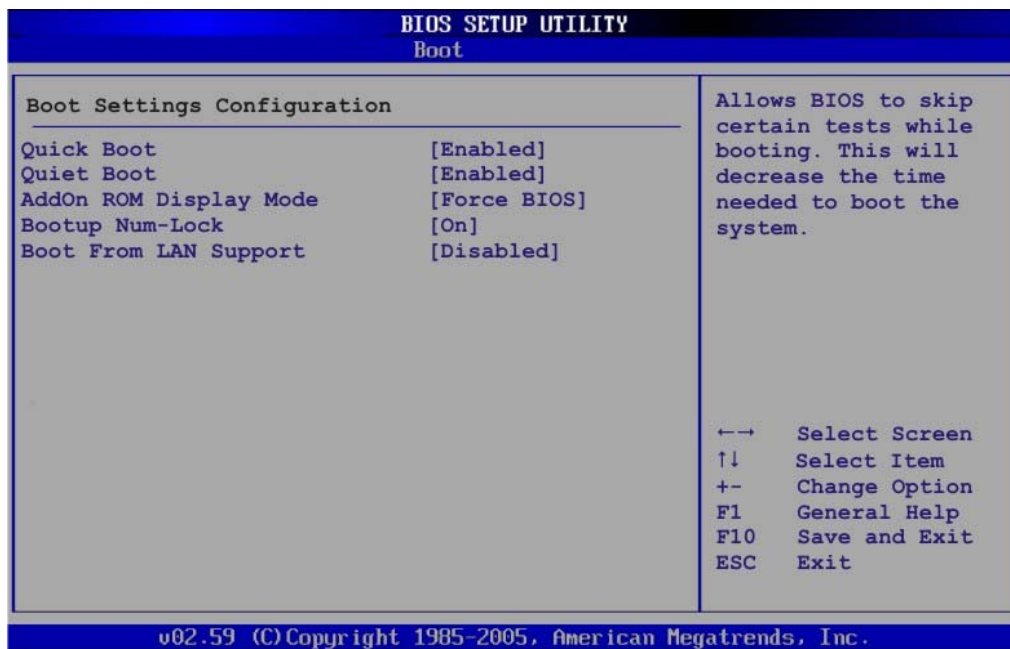 BIOS SETUP UTILITY
Boot
Boot Settings Configuration
Quick Boot [Enabled]
Quiet Boot [Enabled]
AddOn ROM Display Mode [Force BIOS]
Bootup Num-Lock [On]
Boot From LAN Support [Disabled]
Allows BIOS to skip
certain tests while
booting. This will
decrease the time
needed to boot the
system.
←→ Select Screen
↑↓ Select Item
+- Change Option
F1 General Help
F10 Save and Exit
ESC Exit
v02.59 (C)Copyright 1985-2005, American Megatrends, Inc.